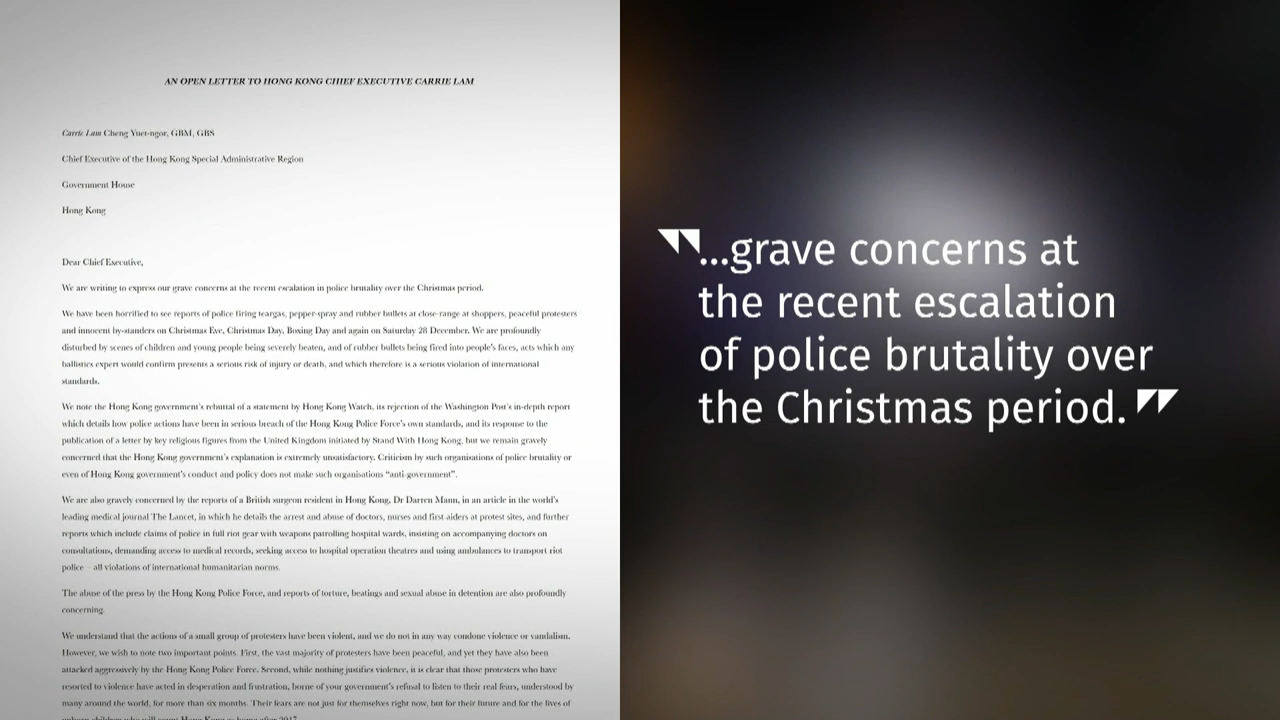 AN OPEN LETTER TO HONG KONG CHIEF EXECUTIVE CARRIE LAM
Carrie Lam Cheng Yuet-ngor, GBM, GBS
Chief Executive of the Hong Kong Special Administrative Region
Government House
Hong Kong
Dear Chief Executive,
We are writing to express our grave concerns at the recent escalation in police brutality over the Christmas period.
We have been horrified to see reports of police firing teargas, pepper-spray and rubber bullets at close-range at shoppers, peaceful protesters
and innocent by-standers on Christmas Eve, Christmas Day, Boxing Day and again on Saturday 28 December. We are profoundly
disturbed by scenes of children and young people being severely beaten, and of rubber bullets being fired into people's faces, acts which any
ballistics expert would confirm presents a serious risk of injury or death, and which therefore is a serious violation of international
standards.
We note the Hong Kong government's rebuttal of a statement by Hong Kong Watch, its rejection of the Washington Post's in-depth report
which details how police actions have been in serious breach of the Hong Kong Police Force's own standards, and its response to the
publication of a letter by key religious figures from the United Kingdom initiated by Stand With Hong Kong, but we remain gravely
concerned that the Hong Kong government's explanation is extremely unsatisfactory. Criticism by such organisations of police brutality or
even of Hong Kong government's conduct and policy does not make such organisations "anti-government".
We are also gravely concerned by the reports of a British surgeon resident in Hong Kong, Dr Darren Mann, in an article in the world's
leading medical journal The Lancet, in which he details the arrest and abuse of doctors, nurses and first-aiders at protest sites, and further
reports which include claims of police in full riot gear with weapons patrolling hospital wards, insisting on accompanying doctors on
consultations, demanding access to medical records, seeking access to hospital operation theatres and using ambulances to transport riot
police – all violations of international humanitarian norms.
The abuse of the press by the Hong Kong Police Force, and reports of torture, beatings and sexual abuse in detention are also profoundly
concerning.
We understand that the actions of a small group of protesters have been violent, and we do not in any way condone violence or vandalism.
However, we wish to note two important points. First, the vast majority of protesters have been peaceful, and yet they have also been
attacked aggressively by the Hong Kong Police Force. Second, while nothing justifies violence, it is clear that those protesters who have
resorted to violence have acted in desperation and frustration, borne of your government's refusal to listen to their real fears, understood by
many around the world, for more than six months. Their fears are not just for themselves right now, but for their future and for the lives of
"...grave concerns at
the recent escalation
of police brutality over
the Christmas period."